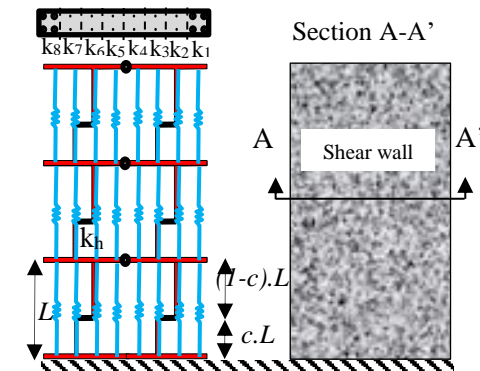 Section A-A’
k8 k7 k6 k5 k4 k3 k2 k1
A
A’
Shear wall
kh
L
(1-c).L
c.L